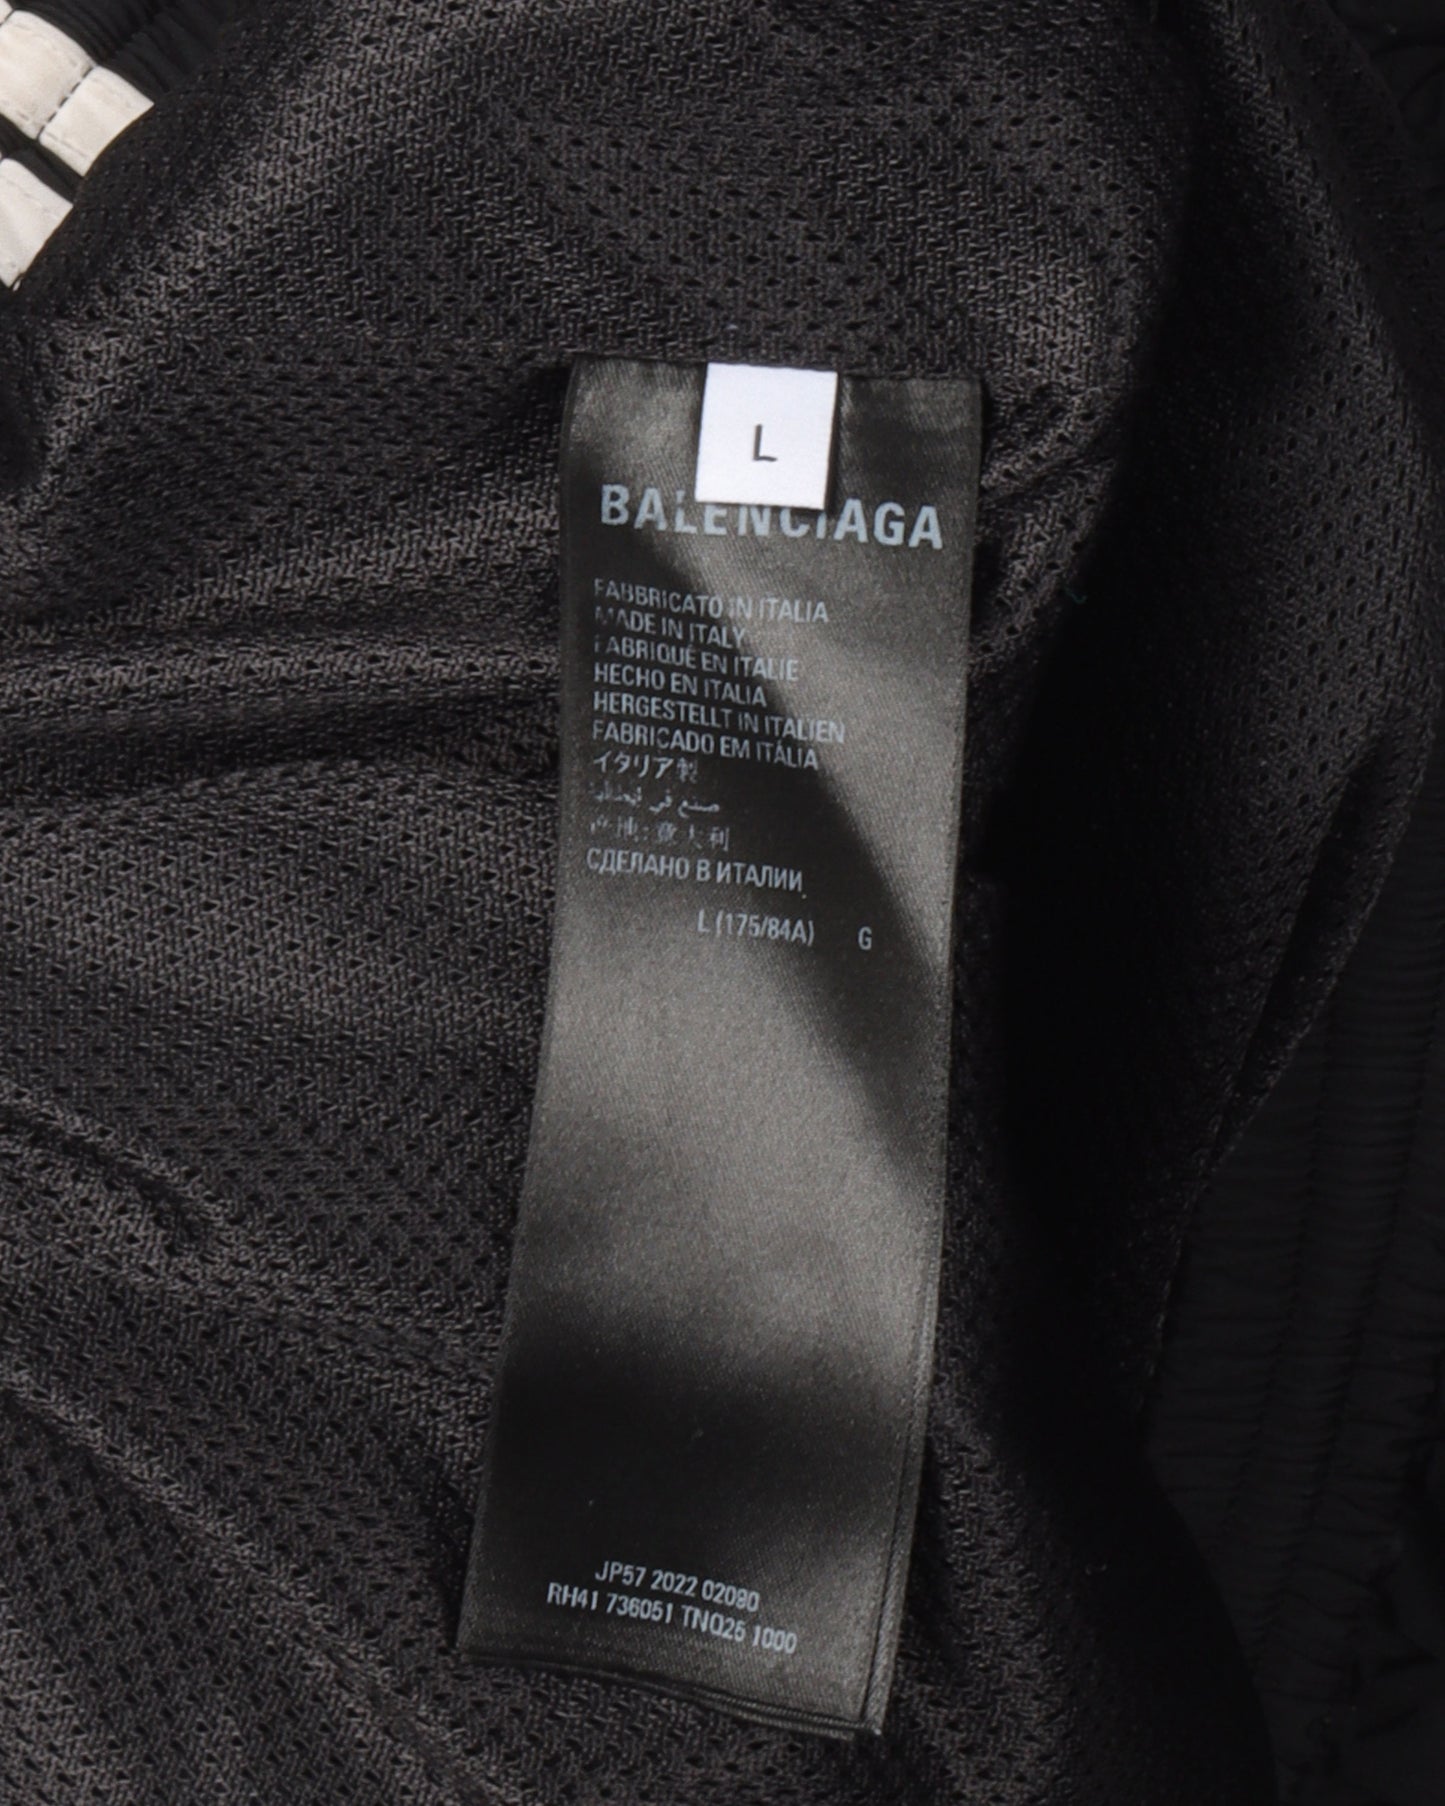 L
BALENCIAGA
FABBRICATO IN ITALIA
MADE IN ITALY
FABRIQUÉ EN ITALIE
HECHO EN ITALIA
HERGESTELLT IN ITALIEN
FABRICADO EM ITÁLIA
イタリア製
صنع في إيطاليا
产地：意大利
СДЕЛАНО В ИТАЛИИ
L (175/84A) G
JP57 2022 02090
RH41 736051 TNQ26 1000